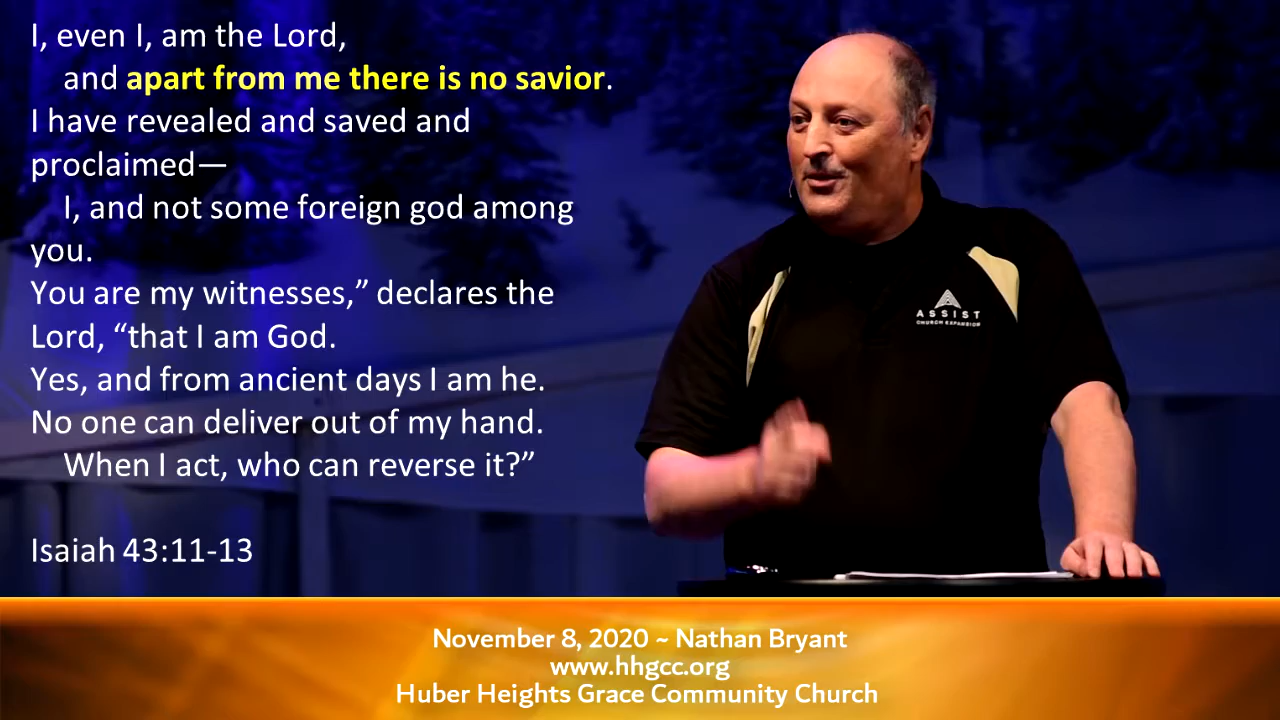 I, even I, am the Lord,
and apart from me there is no savior.
I have revealed and saved and
proclaimed—
I, and not some foreign god among
you.
You are my witnesses,” declares the
Lord, “that I am God.
Yes, and from ancient days I am he.
No one can deliver out of my hand.
When I act, who can reverse it?”
Isaiah 43:11-13
ASSIST
CHURCH EXPANSION
November 8, 2020 ~ Nathan Bryant
www.hhgcc.org
Huber Heights Grace Community Church